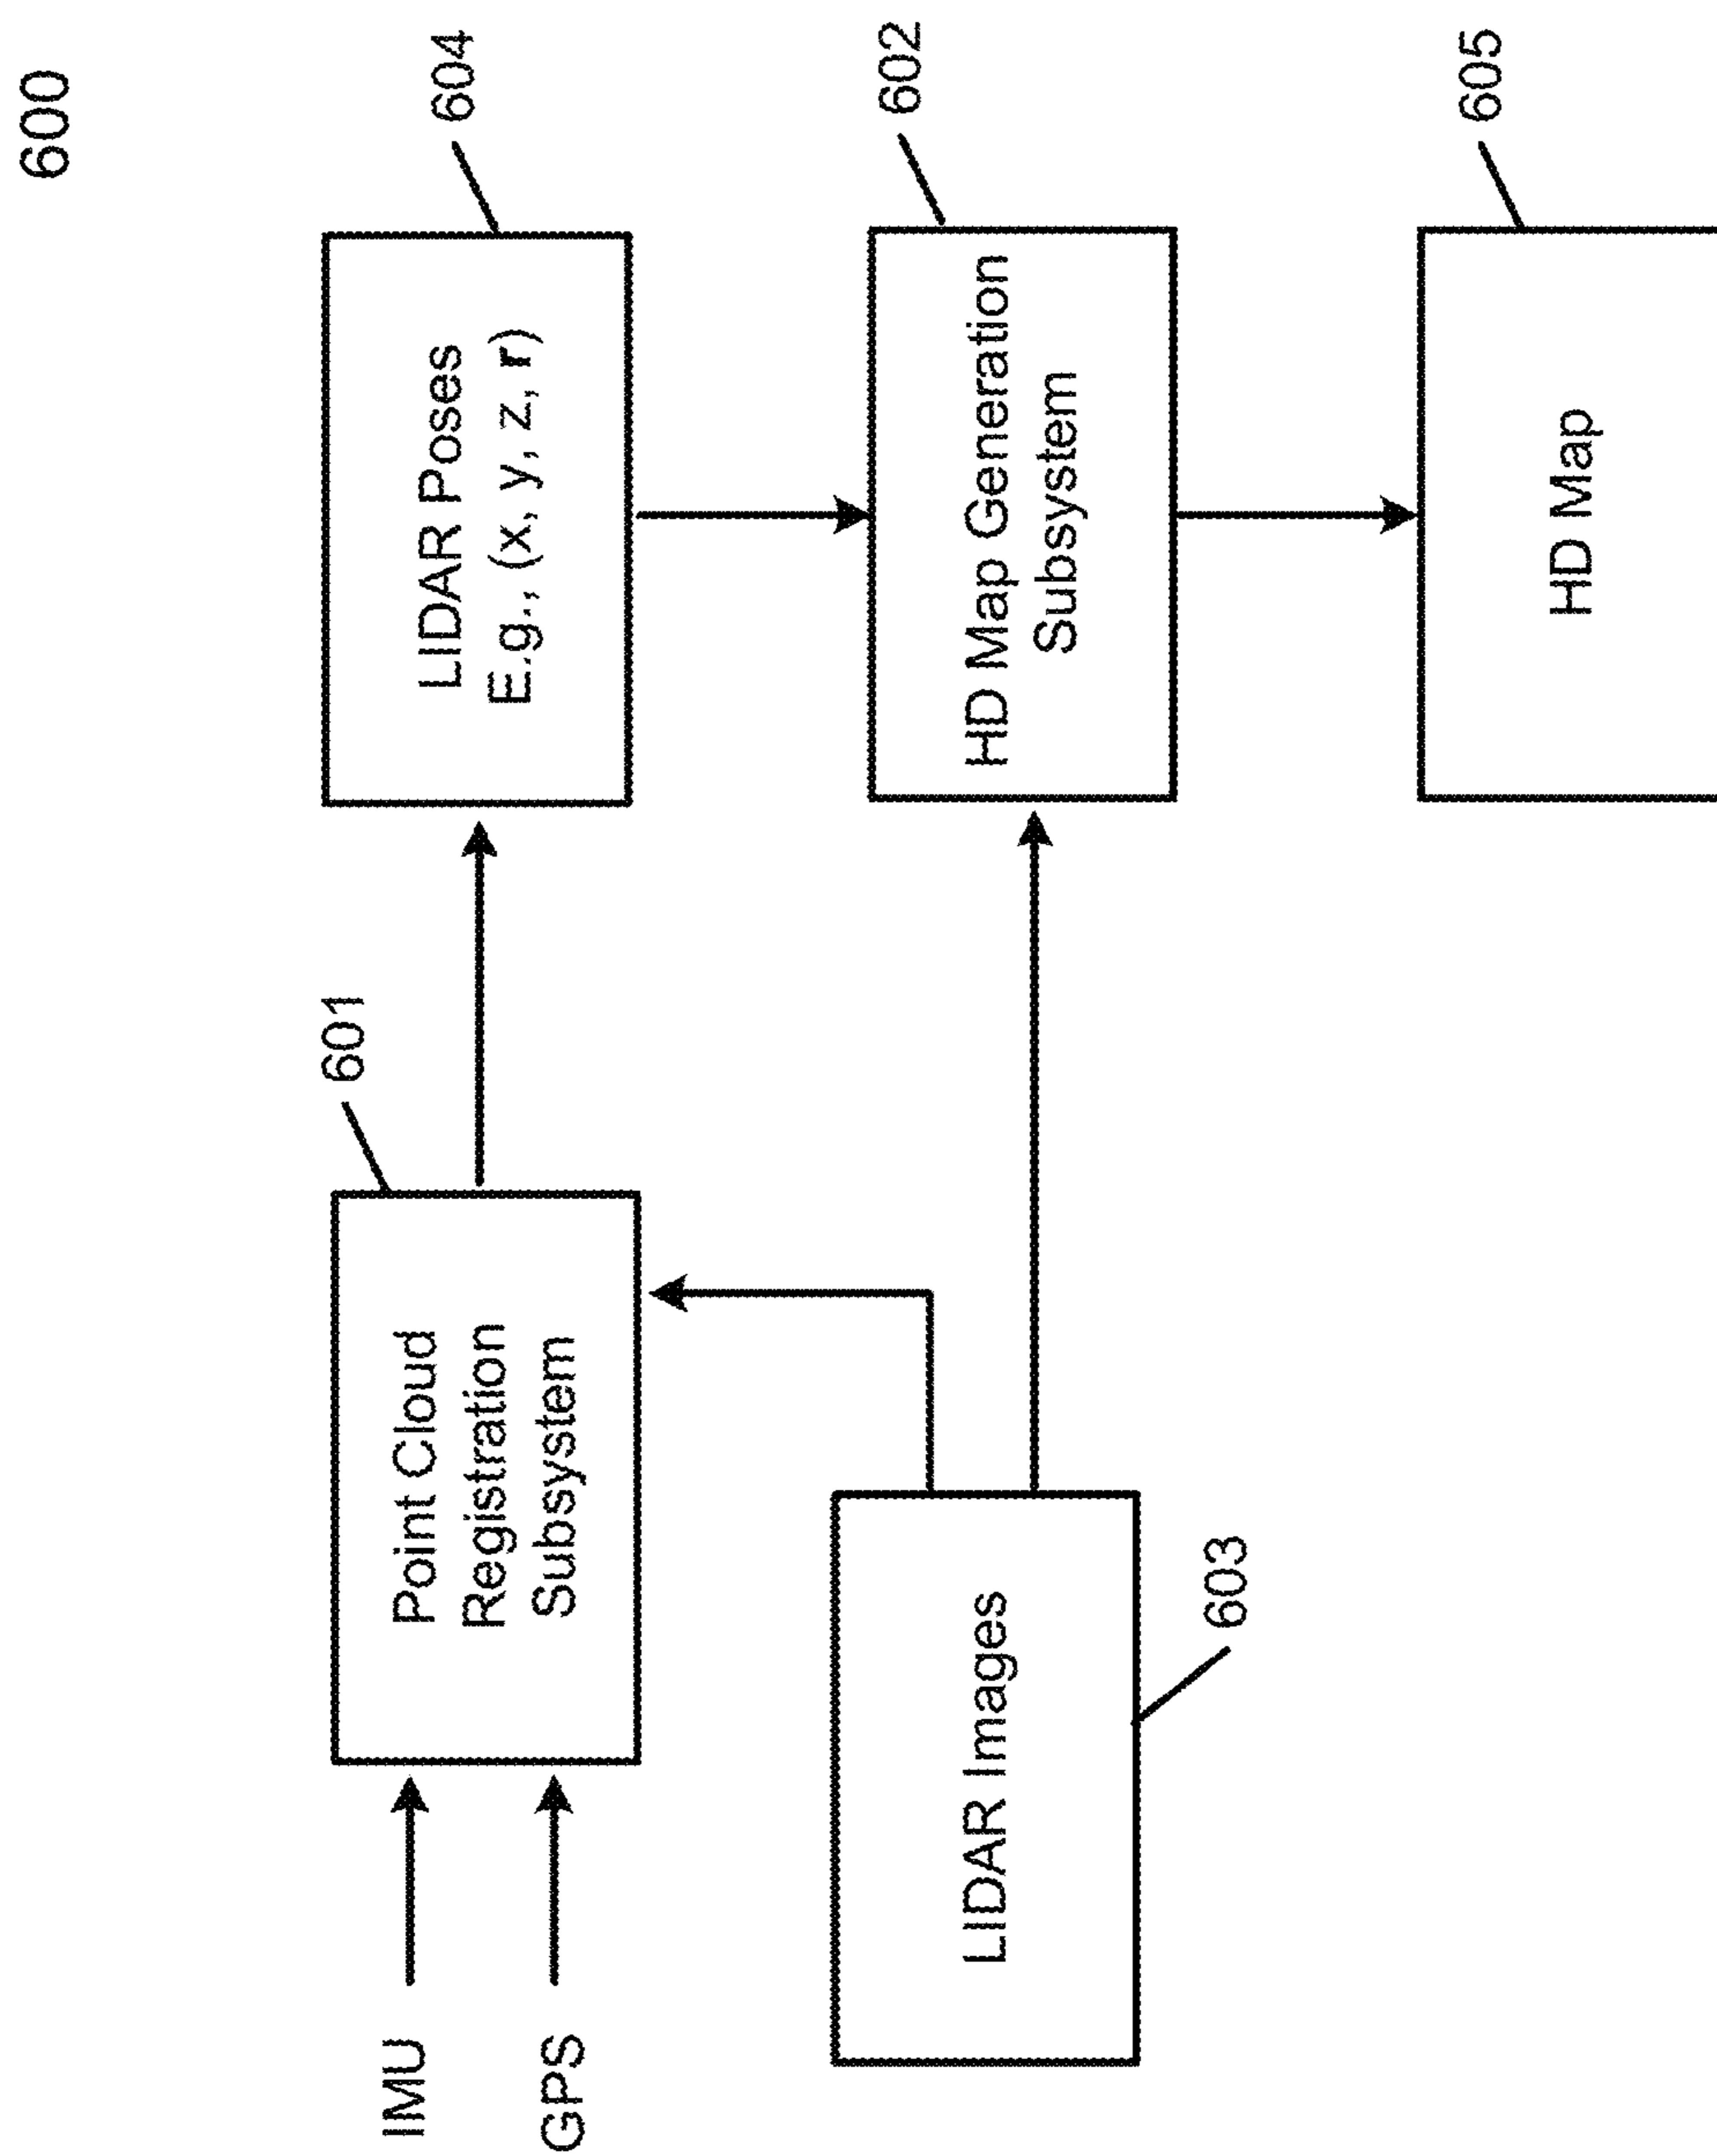 600
604
LIDAR Poses
E.g., (x, y, z, r)
601
Point Cloud
Registration
Subsystem
IMU
GPS
602
HD Map Generation
Subsystem
LIDAR Images
603
605
HD Map